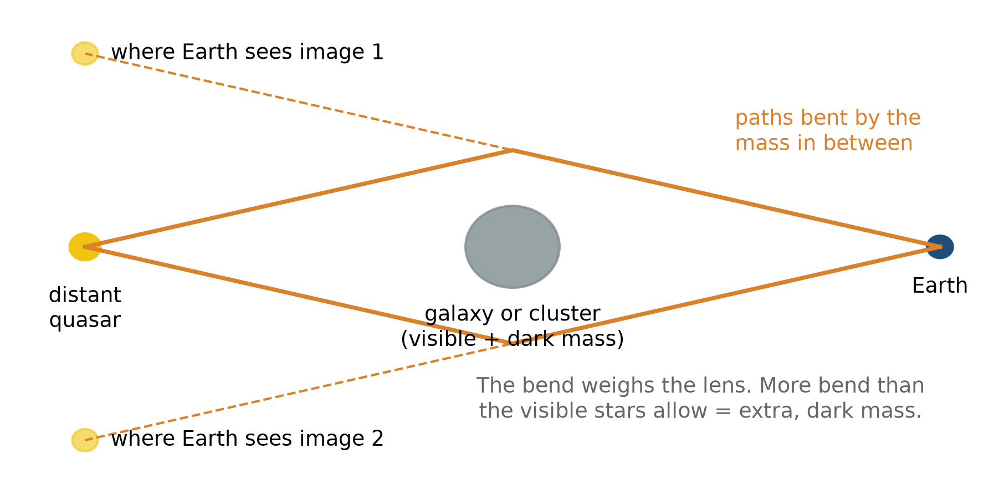 where Earth sees image 1
paths bent by the
mass in between
distant
quasar
Earth
galaxy or cluster
(visible + dark mass)
The bend weighs the lens. More bend than
the visible stars allow = extra, dark mass.
where Earth sees image 2